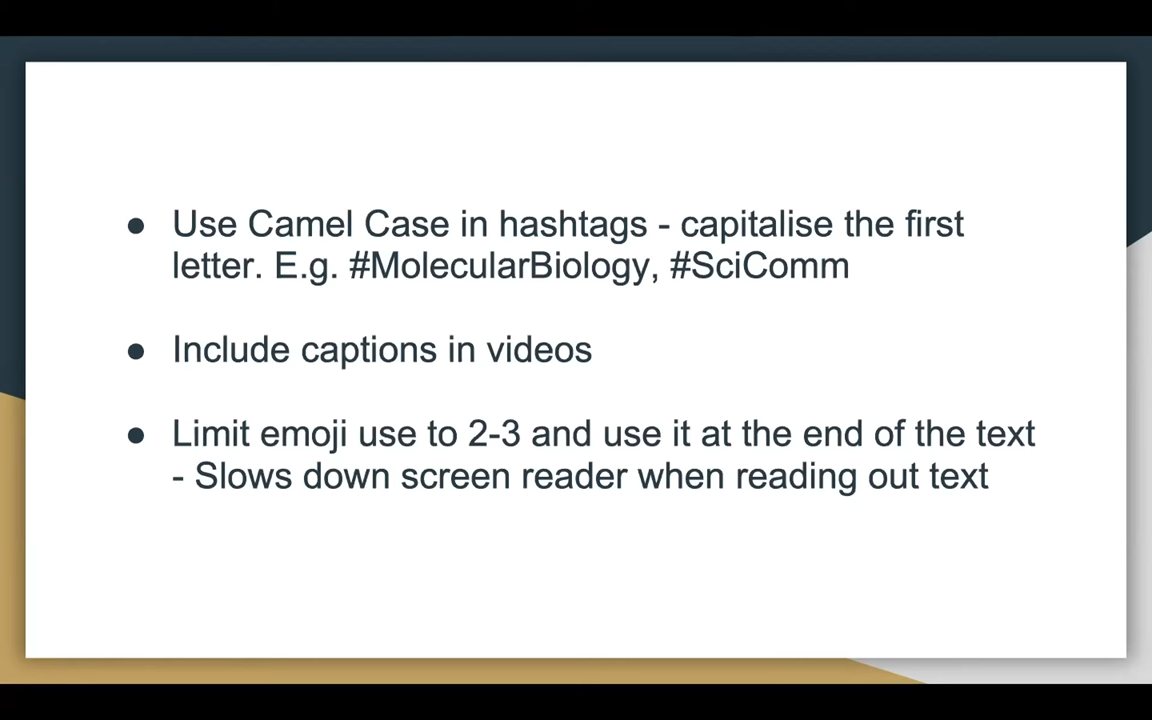 ● Use Camel Case in hashtags - capitalise the first
letter. E.g. #MolecularBiology, #SciComm
● Include captions in videos
● Limit emoji use to 2-3 and use it at the end of the text
- Slows down screen reader when reading out text